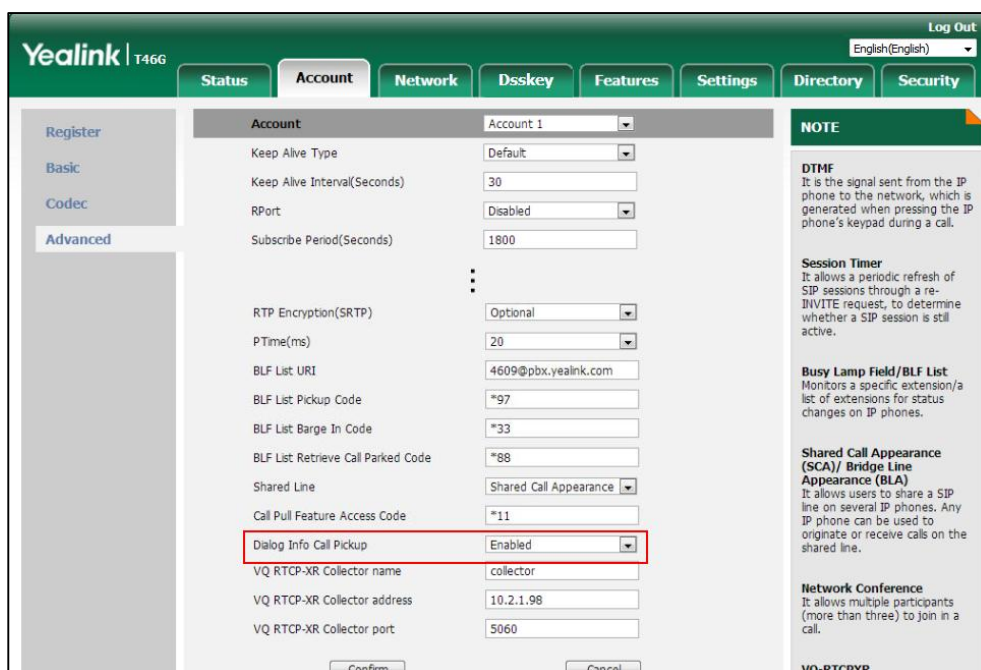 Log Out
Yealink | T46G
English(English)
Status Account Network Dsskey Features Settings Directory Security
Register
Basic
Codec
Advanced
Account Account 1
Keep Alive Type Default
Keep Alive Interval(Seconds) 30
RPort Disabled
Subscribe Period(Seconds) 1800
RTP Encryption(SRTP) Optional
PTime(ms) 20
BLF List URI 4609@pbx.yealink.com
BLF List Pickup Code *97
BLF List Barge In Code *33
BLF List Retrieve Call Parked Code *88
Shared Line Shared Call Appearance
Call Pull Feature Access Code *11
Dialog Info Call Pickup Enabled
VQ RTCP-XR Collector name collector
VQ RTCP-XR Collector address 10.2.1.98
VQ RTCP-XR Collector port 5060
Confirm Cancel
NOTE
DTMF
It is the signal sent from the IP
phone to the network, which is
generated when pressing the IP
phone's keypad during a call.
Session Timer
It allows a periodic refresh of
SIP sessions through a re-
INVITE request, to determine
whether a SIP session is still
active.
Busy Lamp Field/BLF List
Monitors a specific extension/a
list of extensions for status
changes on IP phones.
Shared Call Appearance
(SCA)/ Bridge Line
Appearance (BLA)
It allows users to share a SIP
line on several IP phones. Any
IP phone can be used to
originate or receive calls on the
shared line.
Network Conference
It allows multiple participants
(more than three) to join in a
call.
VQ-RTCPXR